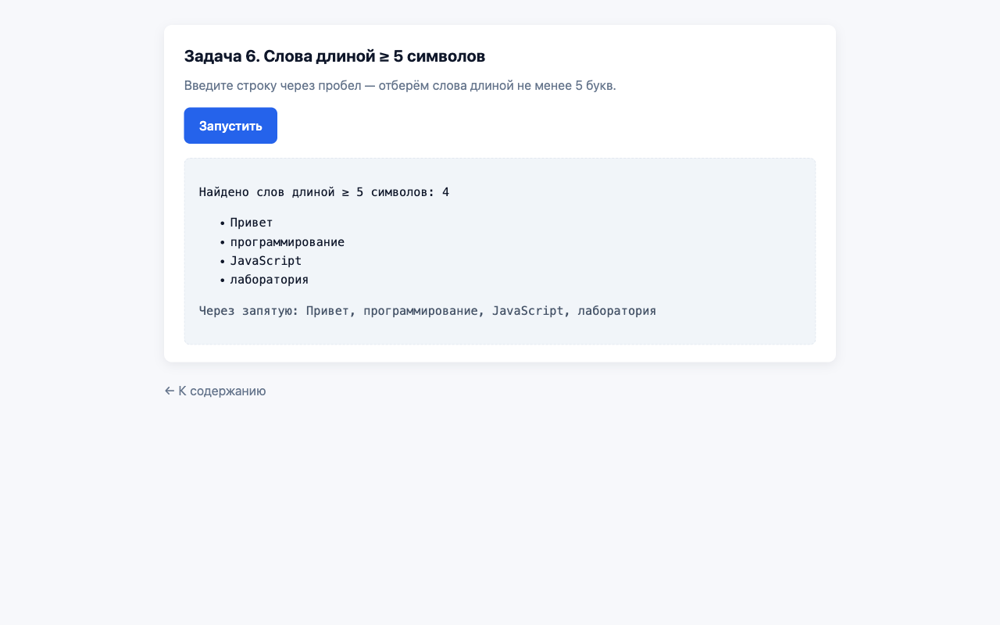 Задача 6. Слова длиной ≥ 5 символов
Введите строку через пробел — отберём слова длиной не менее 5 букв.
Запустить
Найдено слов длиной ≥ 5 символов: 4
• Привет
• программирование
• JavaScript
• лаборатория
Через запятую: Привет, программирование, JavaScript, лаборатория
← К содержанию